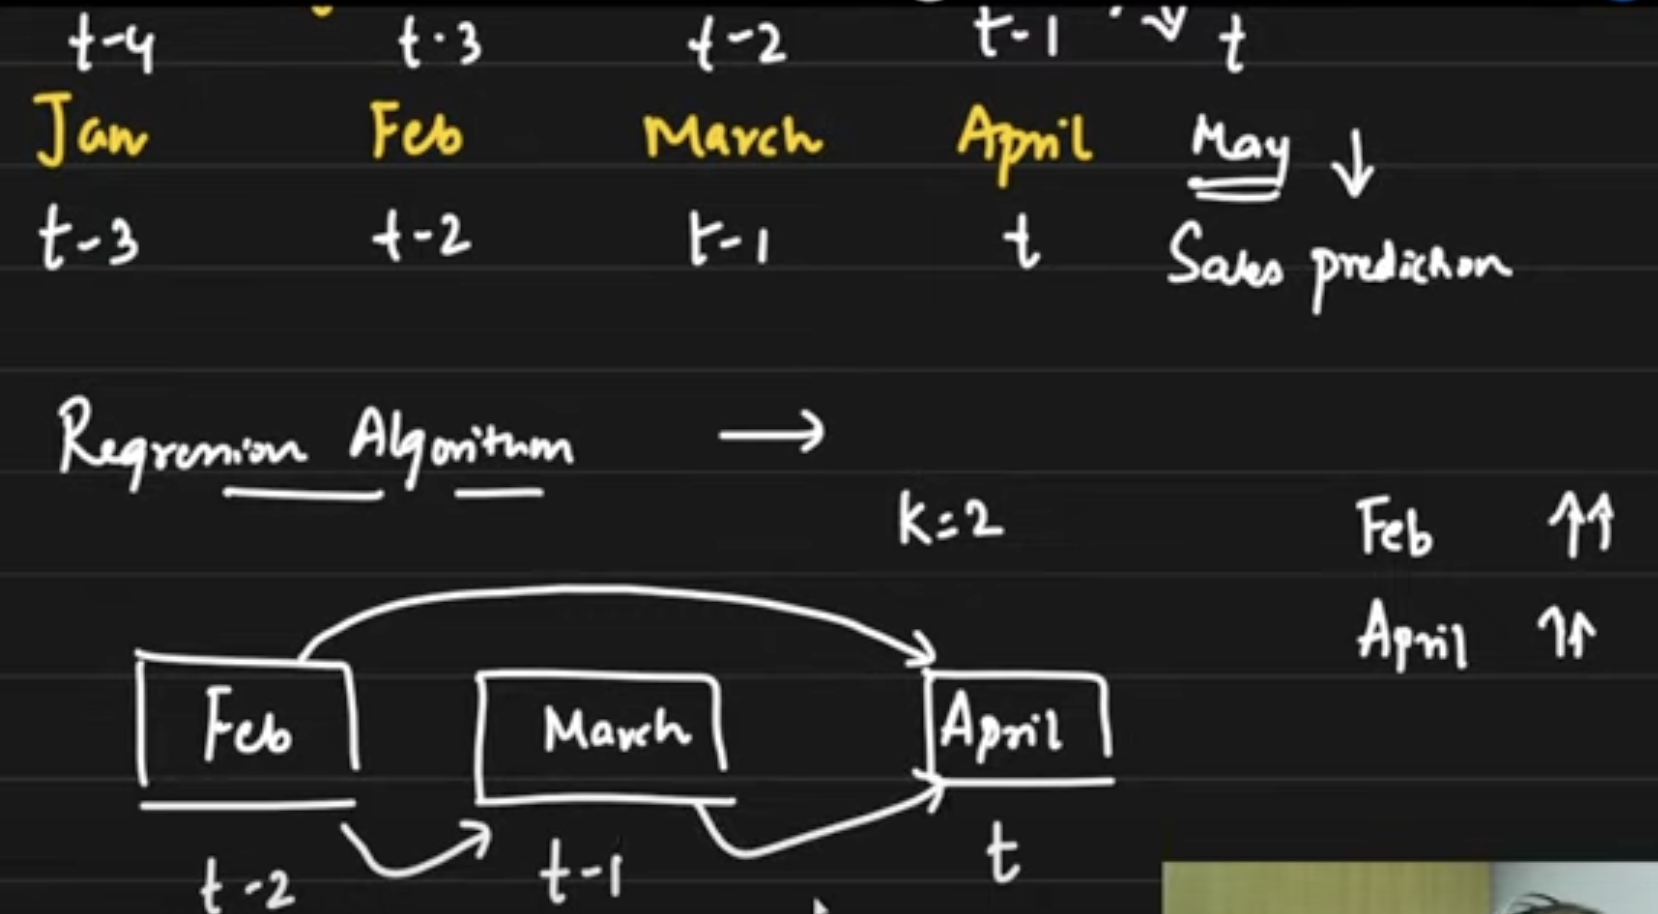 t-4 t-3 t-2 t-1 t
Jan Feb March April May ↓
t-3 t-2 t-1 t Sales prediction
Regression Algoritum →
K=2
Feb ↑↑
April ↑↑
Feb March April
t-2 t-1 t